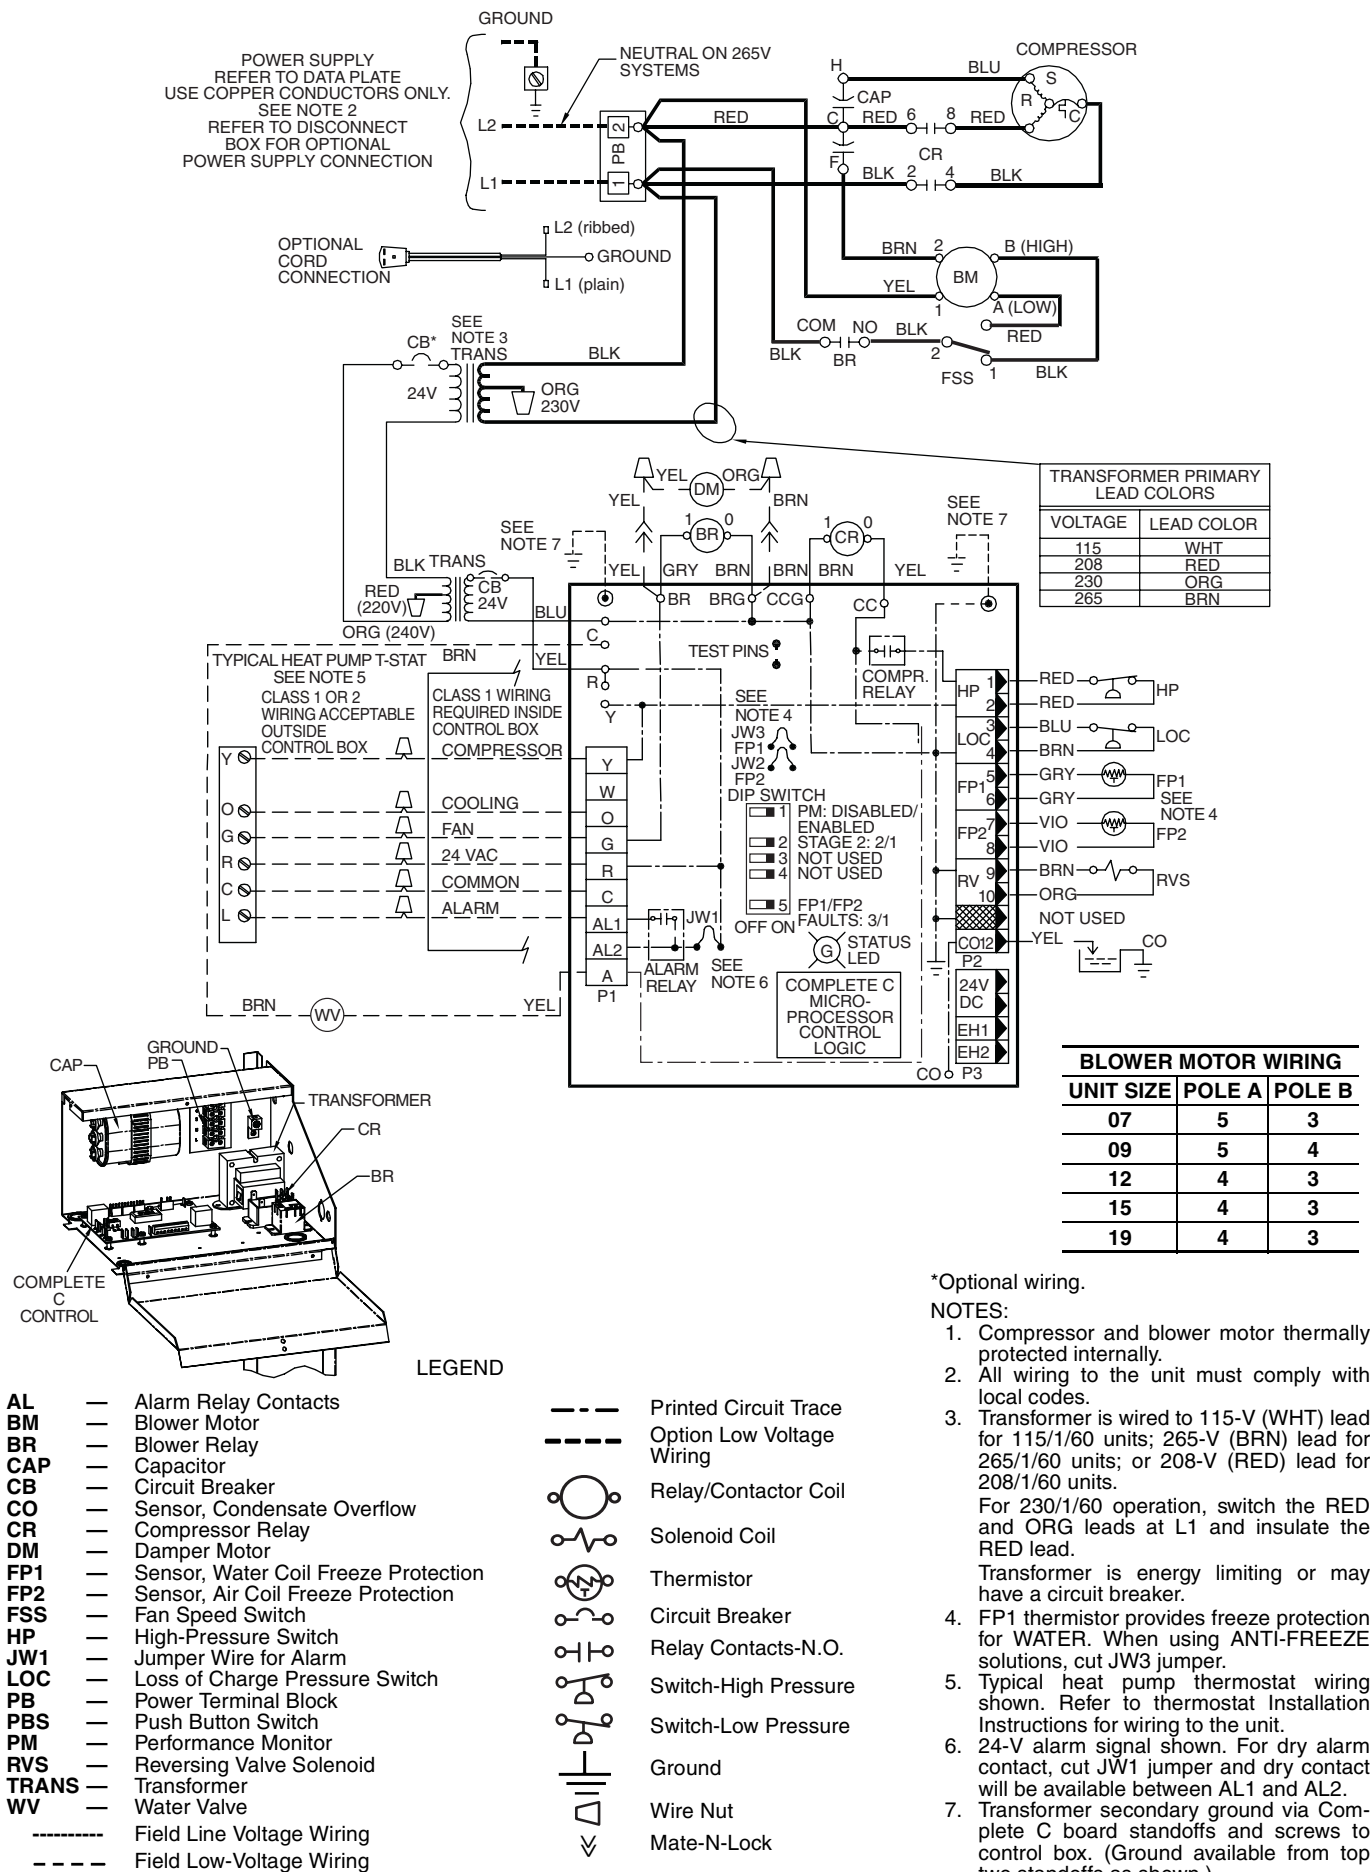 GROUND
POWER SUPPLY
REFER TO DATA PLATE
USE COPPER CONDUCTORS ONLY.
SEE NOTE 2
REFER TO DISCONNECT
BOX FOR OPTIONAL
POWER SUPPLY CONNECTION
L2
L1
NEUTRAL ON 265V
SYSTEMS
PB
2
1
RED
H
CAP
C
F
BLU
COMPRESSOR
S
R
C
RED 6 8 RED
CR
BLK 2 4 BLK
OPTIONAL
CORD
CONNECTION
L2 (ribbed)
GROUND
L1 (plain)
BRN 2
B (HIGH)
BM
YEL
1
A (LOW)
RED
COM NO BLK
BLK BR
2
FSS 1 BLK
CB*
SEE
NOTE 3
TRANS
24V
BLK
ORG
230V
TRANSFORMER PRIMARY
LEAD COLORS
VOLTAGE LEAD COLOR
115 WHT
208 RED
230 ORG
265 BRN
YEL DM ORG
YEL BRN
SEE
NOTE 7
1 BR 0
1 CR 0
SEE
NOTE 7
YEL GRY BRN BRN BRN YEL
BLK TRANS
RED
(220V)
CB
24V
BLU
ORG (240V)
BR BRG CCG CC
C
R
Y
TEST PINS
COMPR.
RELAY
BRN
YEL
TYPICAL HEAT PUMP T-STAT
SEE NOTE 5
CLASS 1 OR 2
WIRING ACCEPTABLE
OUTSIDE
CONTROL BOX
CLASS 1 WIRING
REQUIRED INSIDE
CONTROL BOX
Y COMPRESSOR Y
W
O COOLING O
G FAN G
R 24 VAC R
C COMMON C
L ALARM AL1
AL2
A
P1
BRN WV YEL
SEE
NOTE 4
JW3
FP1
JW2
FP2
DIP SWITCH
1 PM: DISABLED/
ENABLED
2 STAGE 2: 2/1
3 NOT USED
4 NOT USED
5 FP1/FP2
FAULTS: 3/1
OFF ON
JW1
ALARM
RELAY
SEE
NOTE 6
G STATUS
LED
COMPLETE C
MICRO-
PROCESSOR
CONTROL
LOGIC
HP 1 RED
2 RED HP
LOC 3 BLU
4 BRN LOC
FP1 5 GRY
6 GRY FP1
SEE
NOTE 4
FP2 7 VIO
8 VIO FP2
RV 9 BRN
10 ORG RVS
NOT USED
CO12 YEL CO
P2
24V
DC
EH1
EH2
CO P3
CAP
GROUND
PB
TRANSFORMER
CR
BR
COMPLETE
C
CONTROL
BLOWER MOTOR WIRING
UNIT SIZE POLE A POLE B
07 5 3
09 5 4
12 4 3
15 4 3
19 4 3
LEGEND
AL — Alarm Relay Contacts
BM — Blower Motor
BR — Blower Relay
CAP — Capacitor
CB — Circuit Breaker
CO — Sensor, Condensate Overflow
CR — Compressor Relay
DM — Damper Motor
FP1 — Sensor, Water Coil Freeze Protection
FP2 — Sensor, Air Coil Freeze Protection
FSS — Fan Speed Switch
HP — High-Pressure Switch
JW1 — Jumper Wire for Alarm
LOC — Loss of Charge Pressure Switch
PB — Power Terminal Block
PBS — Push Button Switch
PM — Performance Monitor
RVS — Reversing Valve Solenoid
TRANS — Transformer
WV — Water Valve
Field Line Voltage Wiring
Field Low-Voltage Wiring
Printed Circuit Trace
Option Low Voltage
Wiring
Relay/Contactor Coil
Solenoid Coil
Thermistor
Circuit Breaker
Relay Contacts-N.O.
Switch-High Pressure
Switch-Low Pressure
Ground
Wire Nut
Mate-N-Lock
*Optional wiring.
NOTES:
1. Compressor and blower motor thermally
protected internally.
2. All wiring to the unit must comply with
local codes.
3. Transformer is wired to 115-V (WHT) lead
for 115/1/60 units; 265-V (BRN) lead for
265/1/60 units; or 208-V (RED) lead for
208/1/60 units.
For 230/1/60 operation, switch the RED
and ORG leads at L1 and insulate the
RED lead.
Transformer is energy limiting or may
have a circuit breaker.
4. FP1 thermistor provides freeze protection
for WATER. When using ANTI-FREEZE
solutions, cut JW3 jumper.
5. Typical heat pump thermostat wiring
shown. Refer to thermostat Installation
Instructions for wiring to the unit.
6. 24-V alarm signal shown. For dry alarm
contact, cut JW1 jumper and dry contact
will be available between AL1 and AL2.
7. Transformer secondary ground via Com-
plete C board standoffs and screws to
control box. (Ground available from top
two standoffs as shown.)